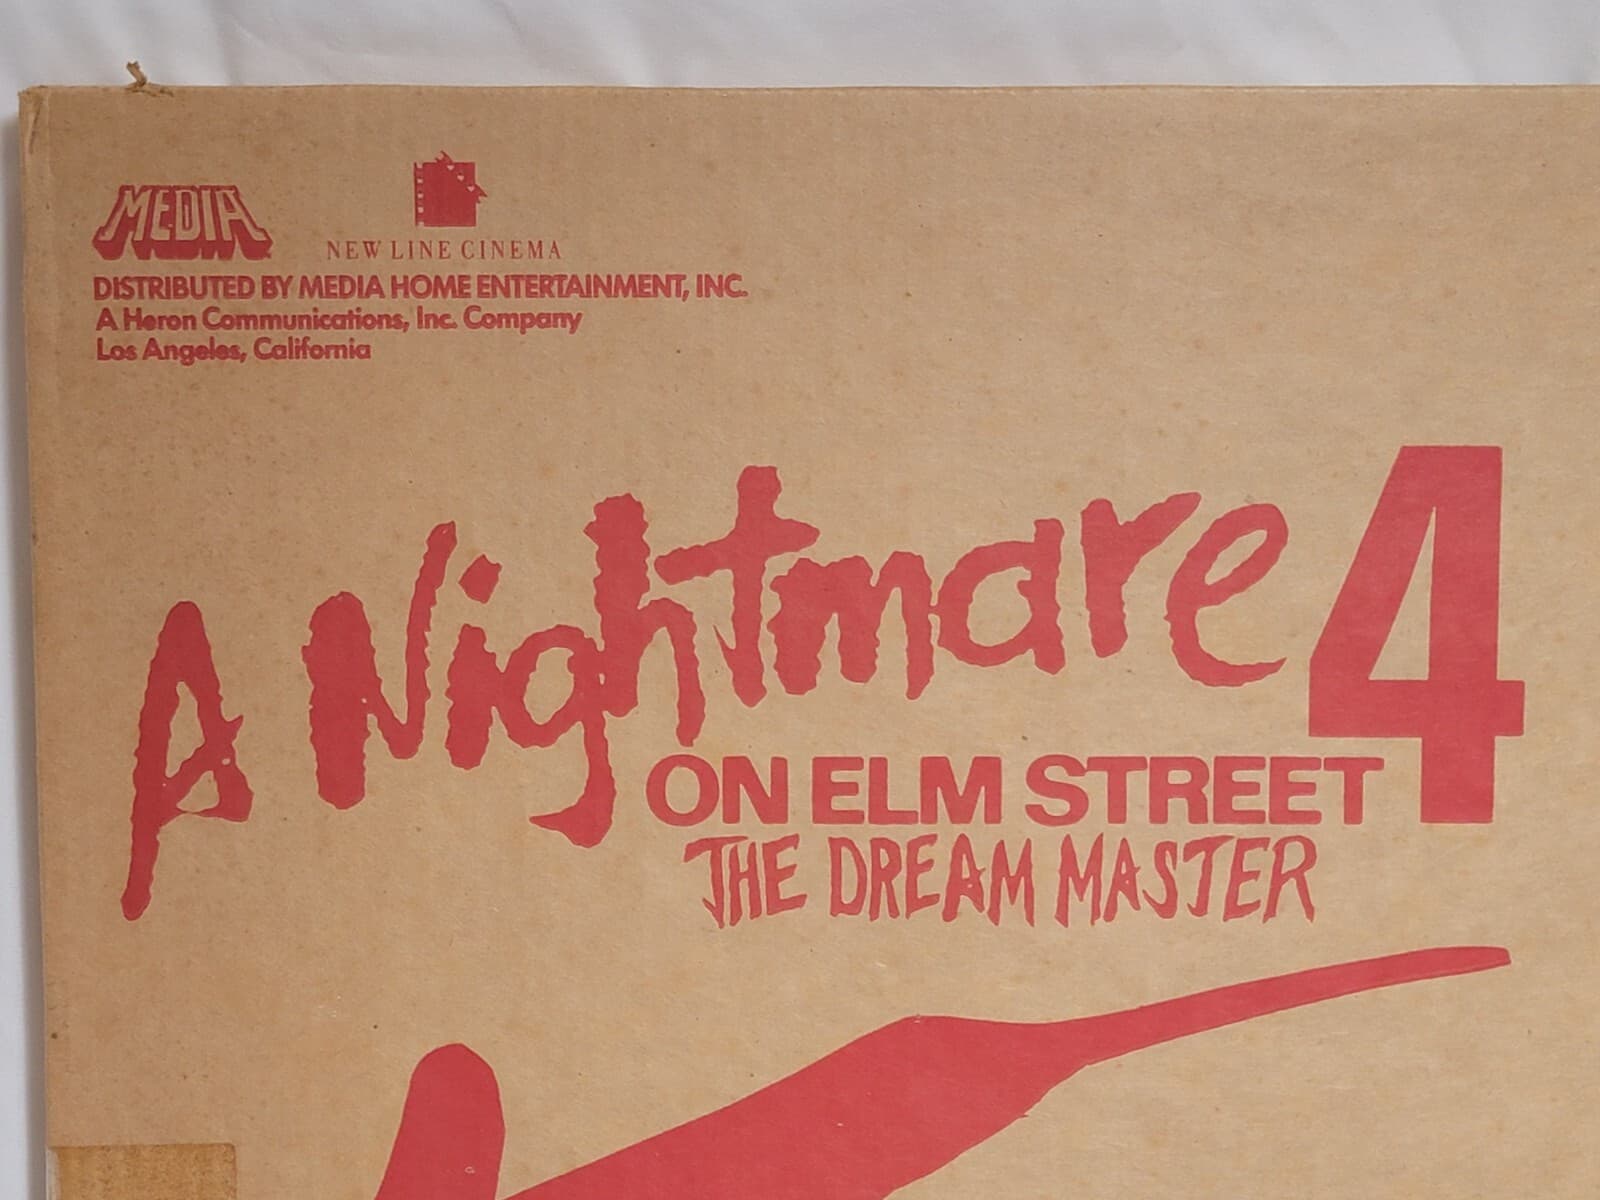 MEDIA
NEW LINE CINEMA
DISTRIBUTED BY MEDIA HOME ENTERTAINMENT, INC.
A Heron Communications, Inc. Company
Los Angeles, California
A Nightmare 4
ON ELM STREET
THE DREAM MASTER